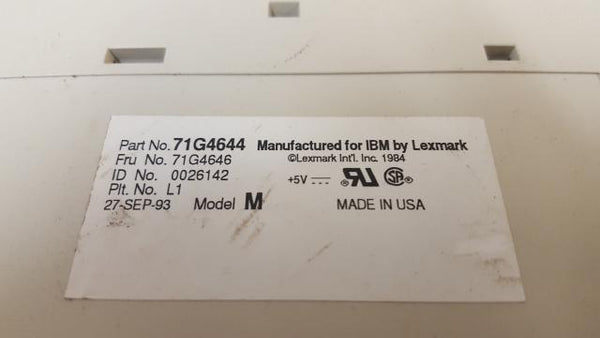 Part No. 71G4644 Manufactured for IBM by Lexmark
Fru No. 71G4646 ©Lexmark Int'l. Inc. 1984
ID No. 0026142 +5V
Plt. No. L1
27-SEP-93 Model M MADE IN USA